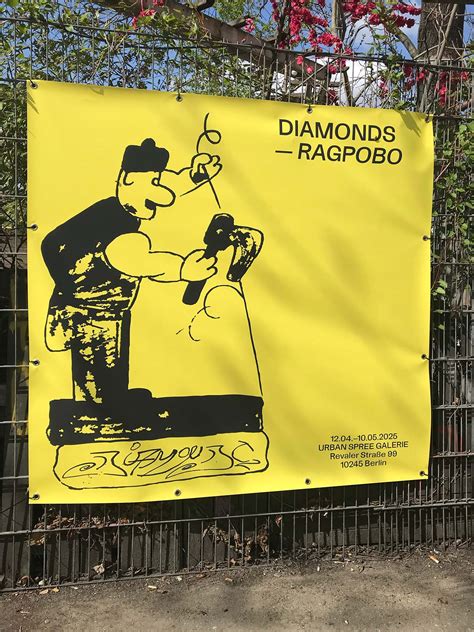 DIAMONDS
— RAGPOBO
12.04.–10.05.2025
URBAN SPREE GALERIE
Revaler Straße 99
10245 Berlin